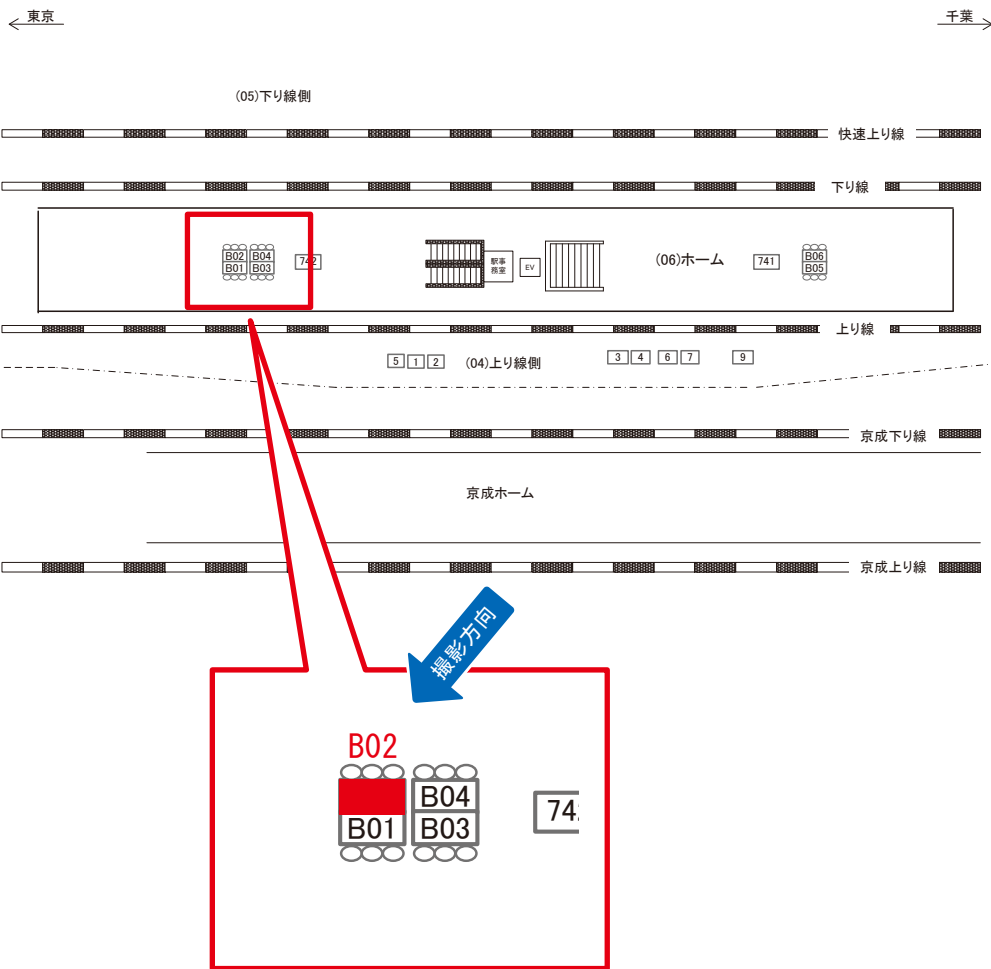 東京
千葉
(05)下り線側
快速上り線
下り線
B02 B04
B01 B03
742
駅事
務室
EV
(06)ホーム
741
B06
B05
上り線
5 1 2
(04)上り線側
3 4 6 7 9
京成下り線
京成ホーム
京成上り線
撮影方向
B02
B04
B01 B03
74